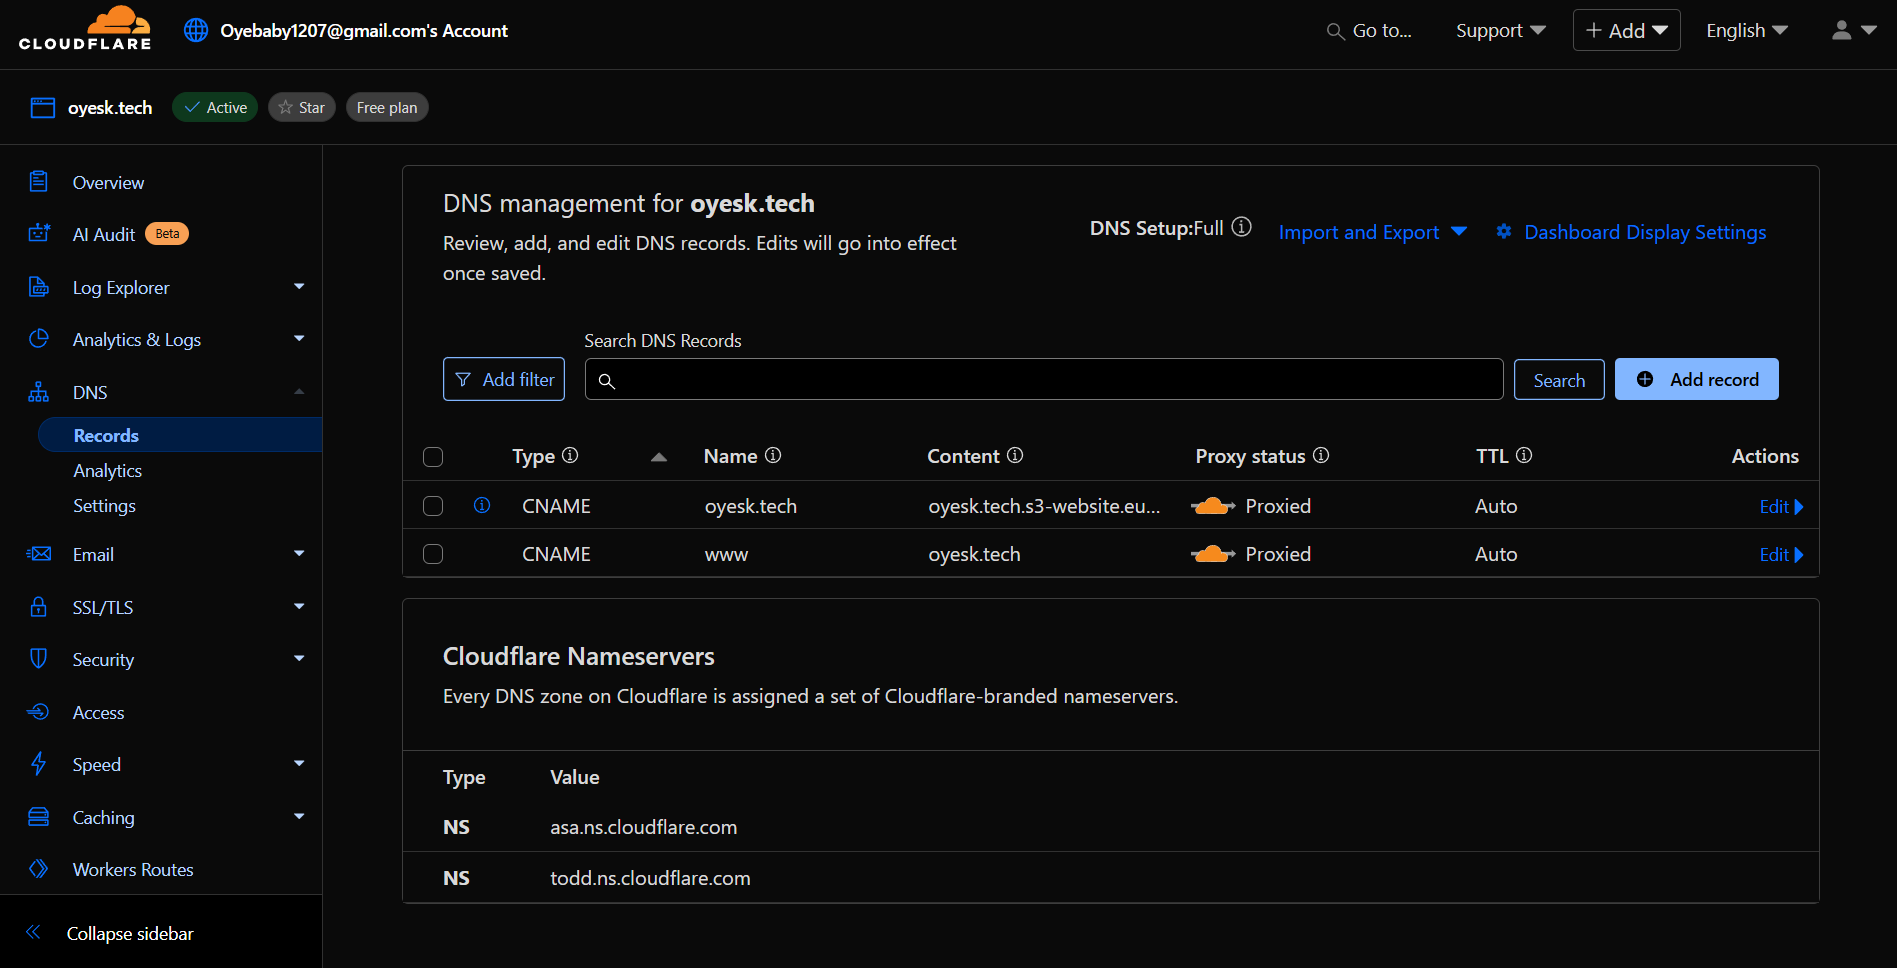 CLOUDFLARE
Oyebaby1207@gmail.com's Account
Go to...
Support
+ Add
English
oyesk.tech
Active
Star
Free plan
Overview
AI Audit Beta
Log Explorer
Analytics & Logs
DNS
Records
Analytics
Settings
Email
SSL/TLS
Security
Access
Speed
Caching
Workers Routes
Collapse sidebar
DNS management for oyesk.tech
Review, add, and edit DNS records. Edits will go into effect
once saved.
DNS Setup:Full
Import and Export
Dashboard Display Settings
Search DNS Records
Add filter
Search
Add record
Type Name Content Proxy status TTL Actions
CNAME oyesk.tech oyesk.tech.s3-website.eu... Proxied Auto Edit
CNAME www oyesk.tech Proxied Auto Edit
Cloudflare Nameservers
Every DNS zone on Cloudflare is assigned a set of Cloudflare-branded nameservers.
Type Value
NS asa.ns.cloudflare.com
NS todd.ns.cloudflare.com